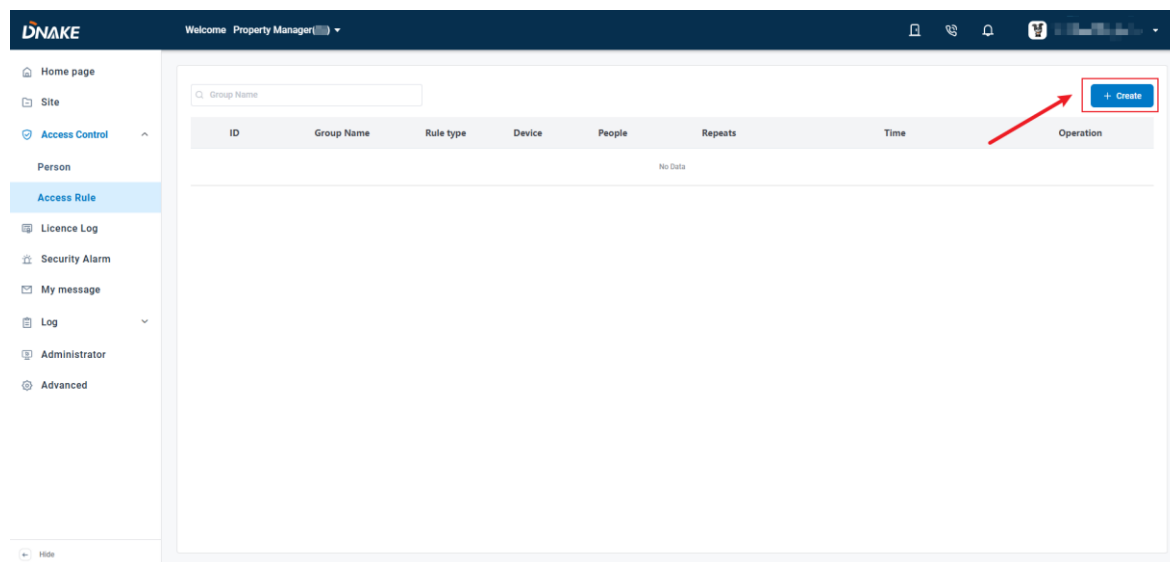 DNAKE
Welcome Property Manager( )
Home page
Site
Access Control
Person
Access Rule
Licence Log
Security Alarm
My message
Log
Administrator
Advanced
Hide
Group Name
+ Create
ID Group Name Rule type Device People Repeats Time Operation
No Data